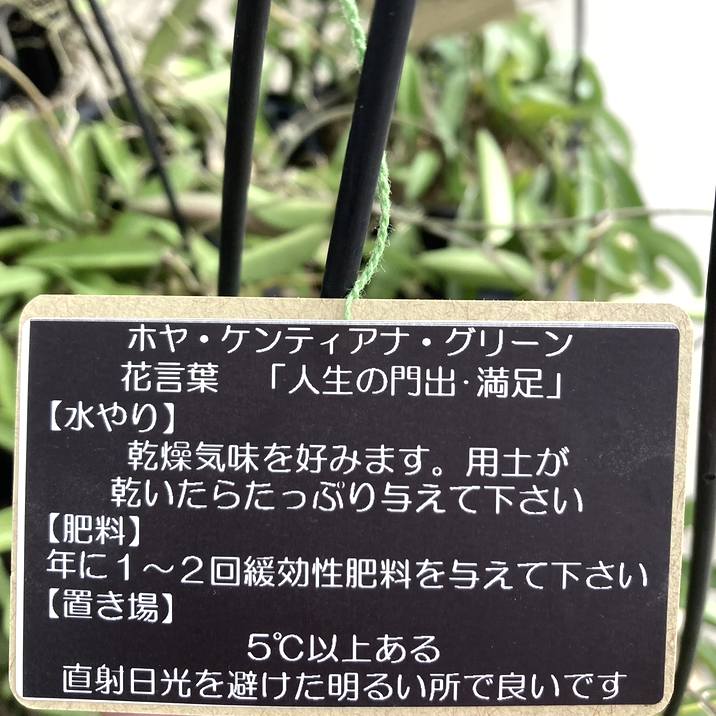 ホヤ・ケンティアナ・グリーン
花言葉 「人生の門出・満足」
【水やり】
乾燥気味を好みます。用土が
乾いたらたっぷり与えて下さい
【肥料】
年に1～2回緩効性肥料を与えて下さい
【置き場】
5℃以上ある
直射日光を避けた明るい所で良いです